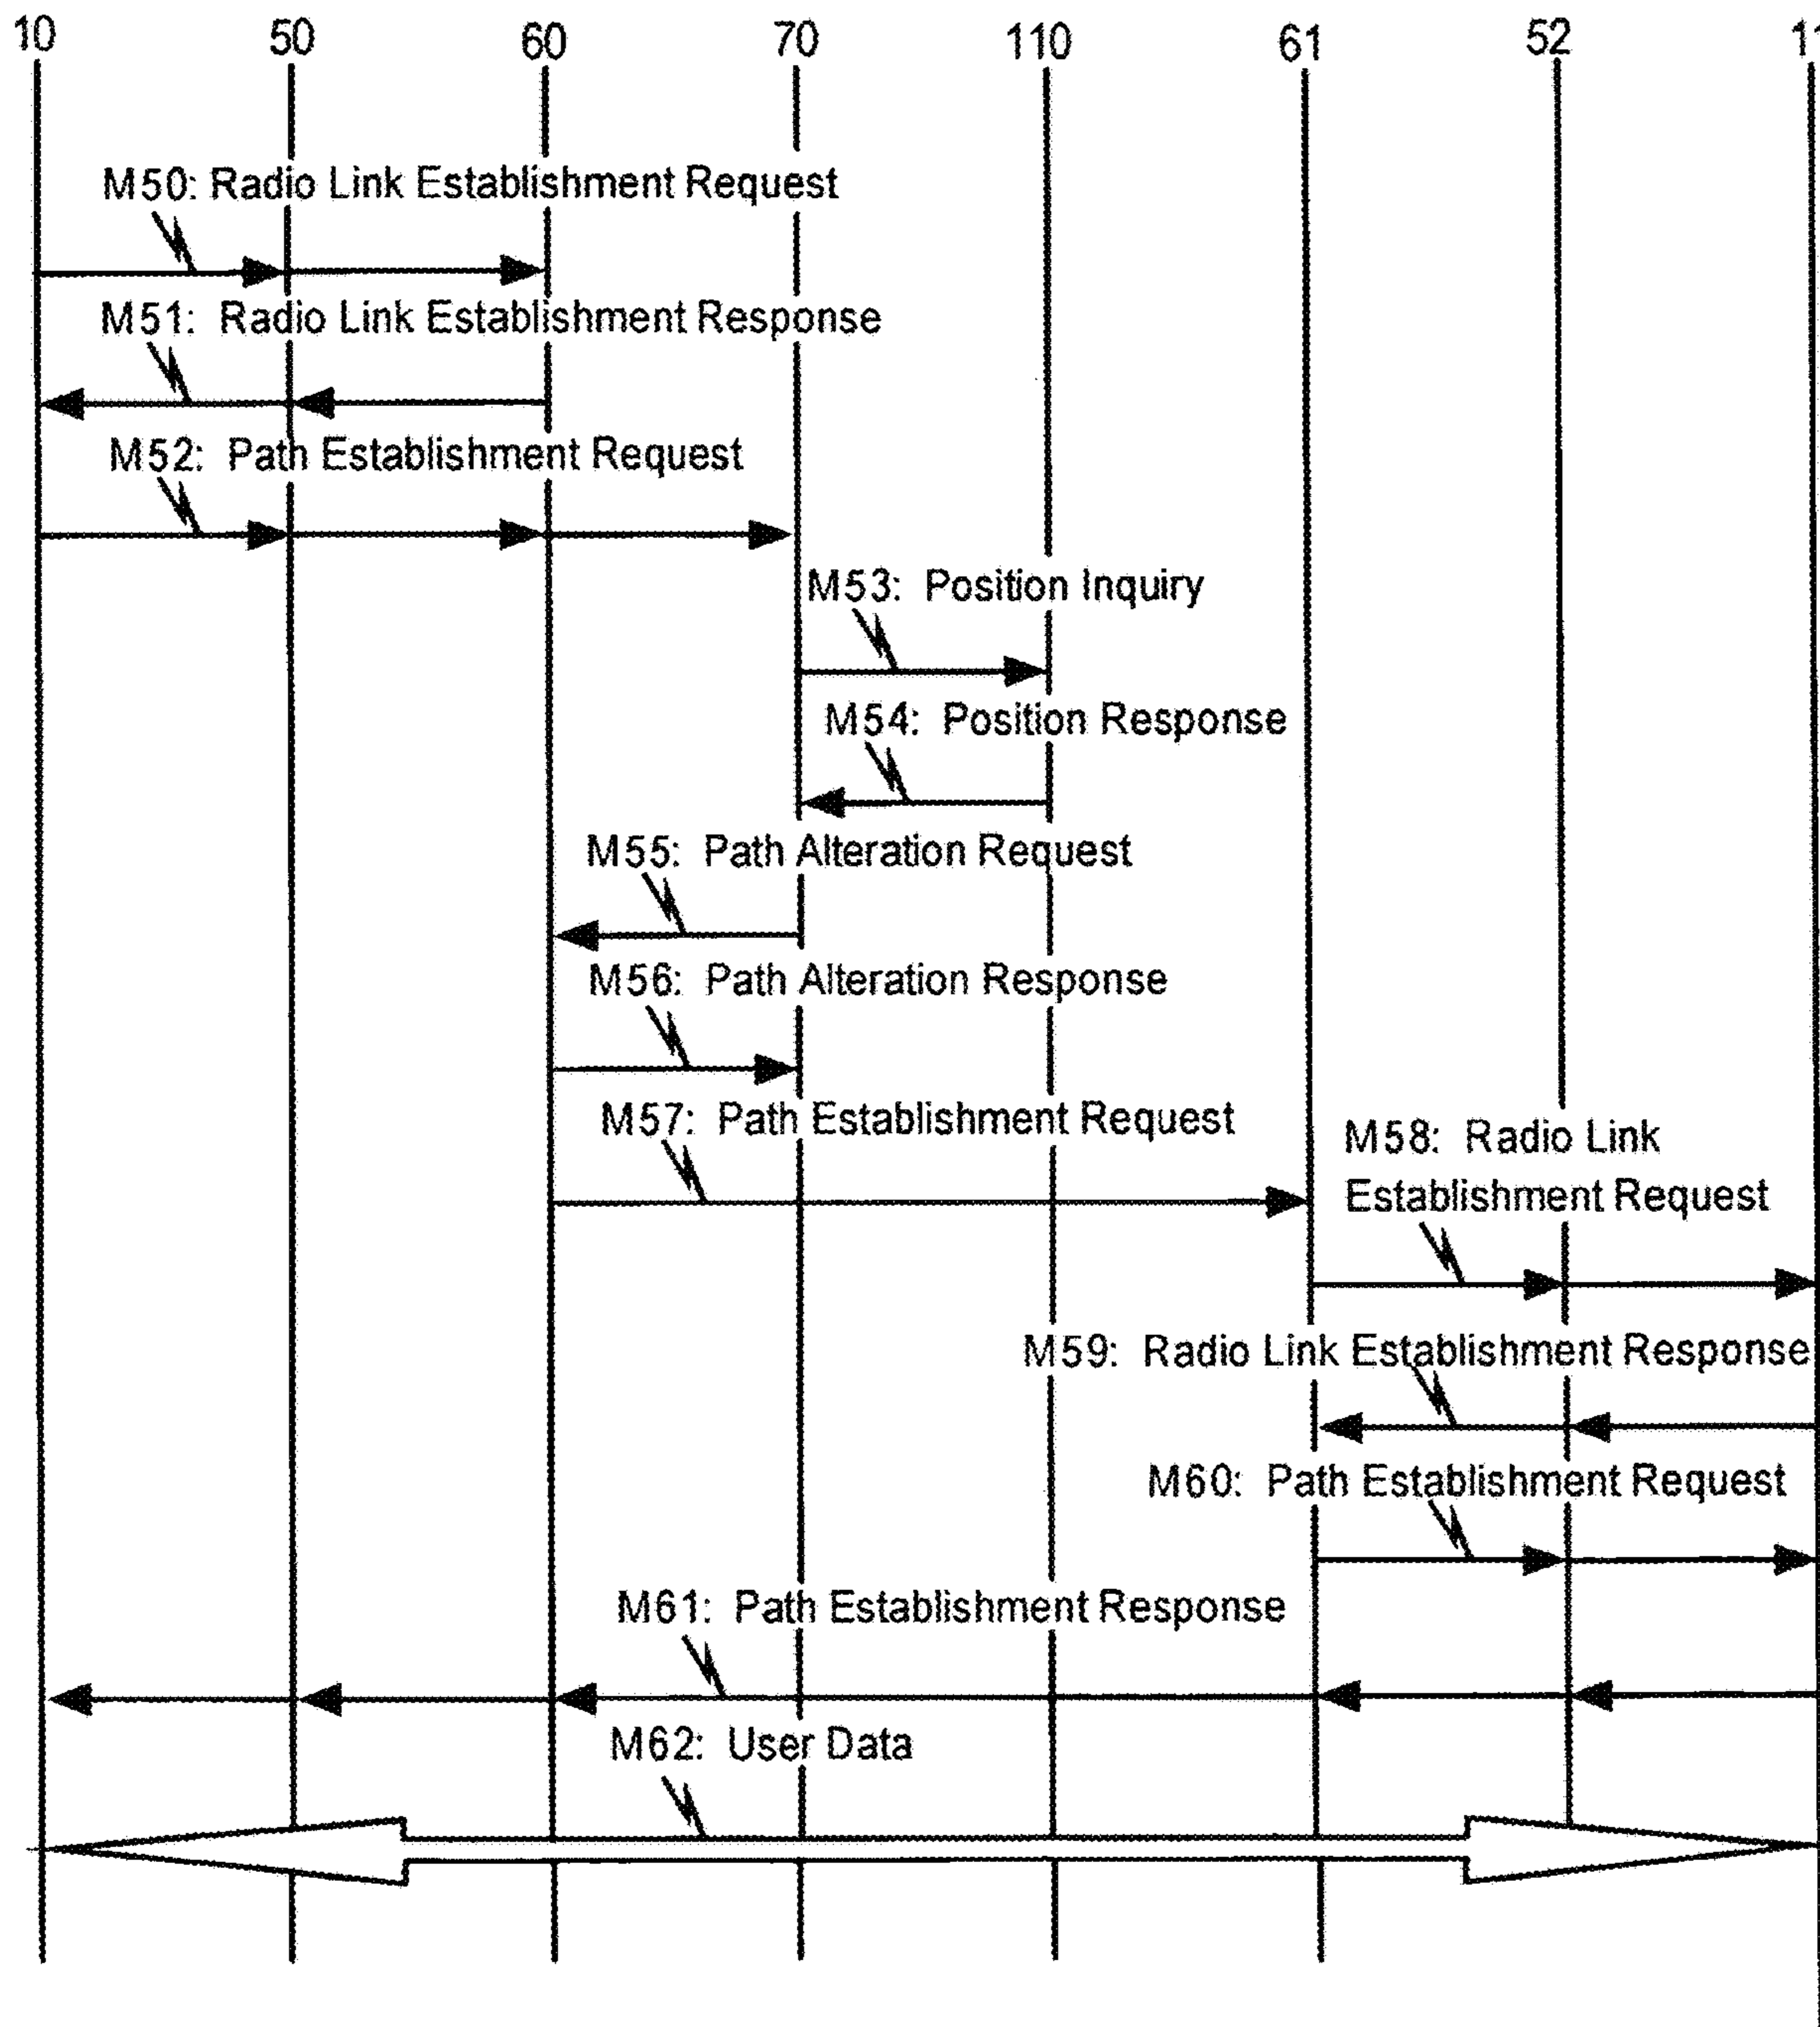 10 50 60 70 110 61 52 11
M50: Radio Link Establishment Request
M51: Radio Link Establishment Response
M52: Path Establishment Request
M53: Position Inquiry
M54: Position Response
M55: Path Alteration Request
M56: Path Alteration Response
M57: Path Establishment Request
M58: Radio Link
Establishment Request
M59: Radio Link Establishment Response
M60: Path Establishment Request
M61: Path Establishment Response
M62: User Data